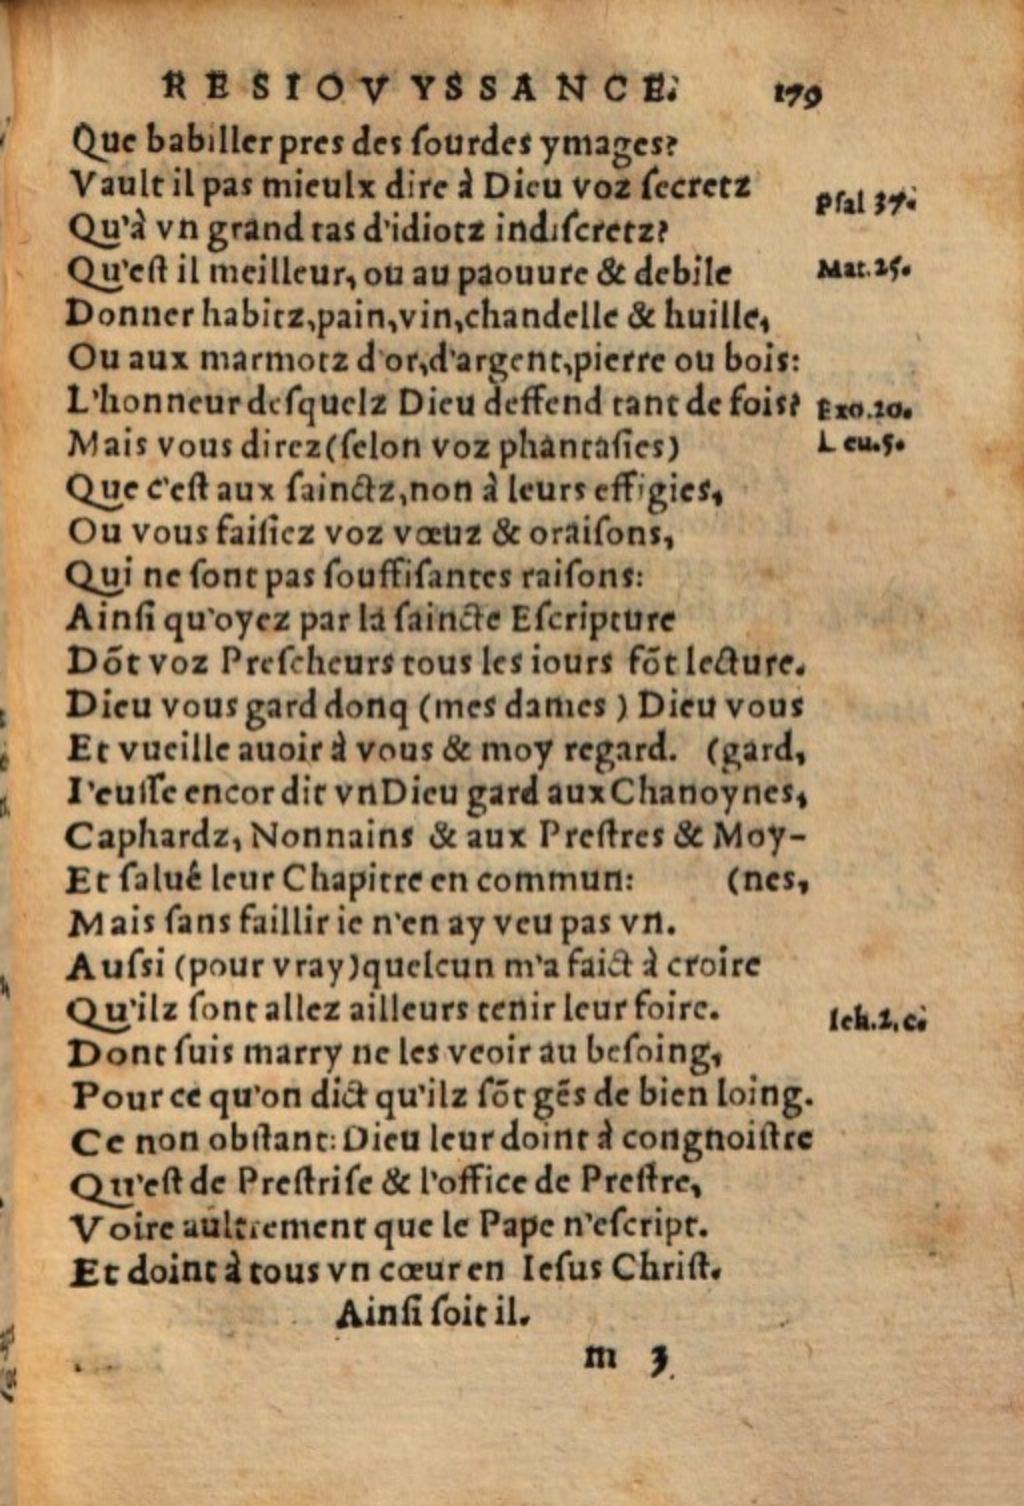 RESIOVYSSANCE. 179
Que babiller pres des ſourdes ymages?
Vault il pas mieulx dire à Dieu voz ſecretz
Pſal 37.
Qu'à vn grand tas d'idiotz indiſcretz?
Qu'eſt il meilleur, ou au paouure & debile
Mat.25.
Donner habitz,pain,vin,chandelle & huille,
Ou aux marmotz d'or,d'argent,pierre ou bois:
L'honneur deſquelz Dieu deffend tant de fois?
Exo.20.
Mais vous direz(ſelon voz phantaſies)
Leu.5.
Que c'eſt aux ſainctz,non à leurs effigies,
Ou vous faiſiez voz vœuz & oraiſons,
Qui ne ſont pas ſouffiſantes raiſons:
Ainſi qu'oyez par la ſaincte Eſcripture
Dõt voz Preſcheurs tous les iours fõt lecture.
Dieu vous gard donq (mes dames ) Dieu vous
Et vueille auoir à vous & moy regard. (gard,
I'euſſe encor dit vn Dieu gard aux Chanoynes,
Caphardz, Nonnains & aux Preſtres & Moy-
Et ſalué leur Chapitre en commun: (nes,
Mais ſans faillir ie n'en ay veu pas vn.
Auſsi (pour vray)quelcun m'a faict à croire
Qu'ilz ſont allez ailleurs tenir leur foire.
Dont ſuis marry ne les veoir au beſoing,
Pour ce qu'on dict qu'ilz ſõt gẽs de bien loing.
Ce non obſtant: Dieu leur doint à congnoiſtre
Qu'eſt de Preſtriſe & l'office de Preſtre,
Voire aultrement que le Pape n'eſcript.
Et doint à tous vn cœur en Ieſus Chriſt.
Ainſi ſoit il.
m 3